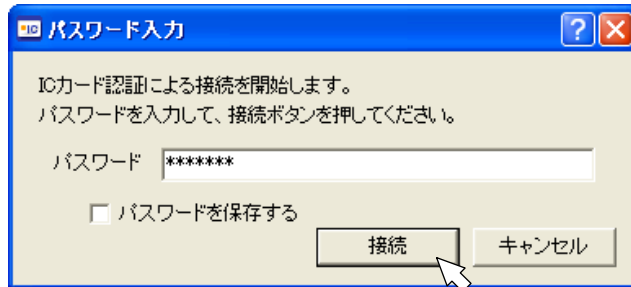 IC パスワード入力
ICカード認証による接続を開始します。
パスワードを入力して、接続ボタンを押してください。
パスワード *******
パスワードを保存する
接続 キャンセル